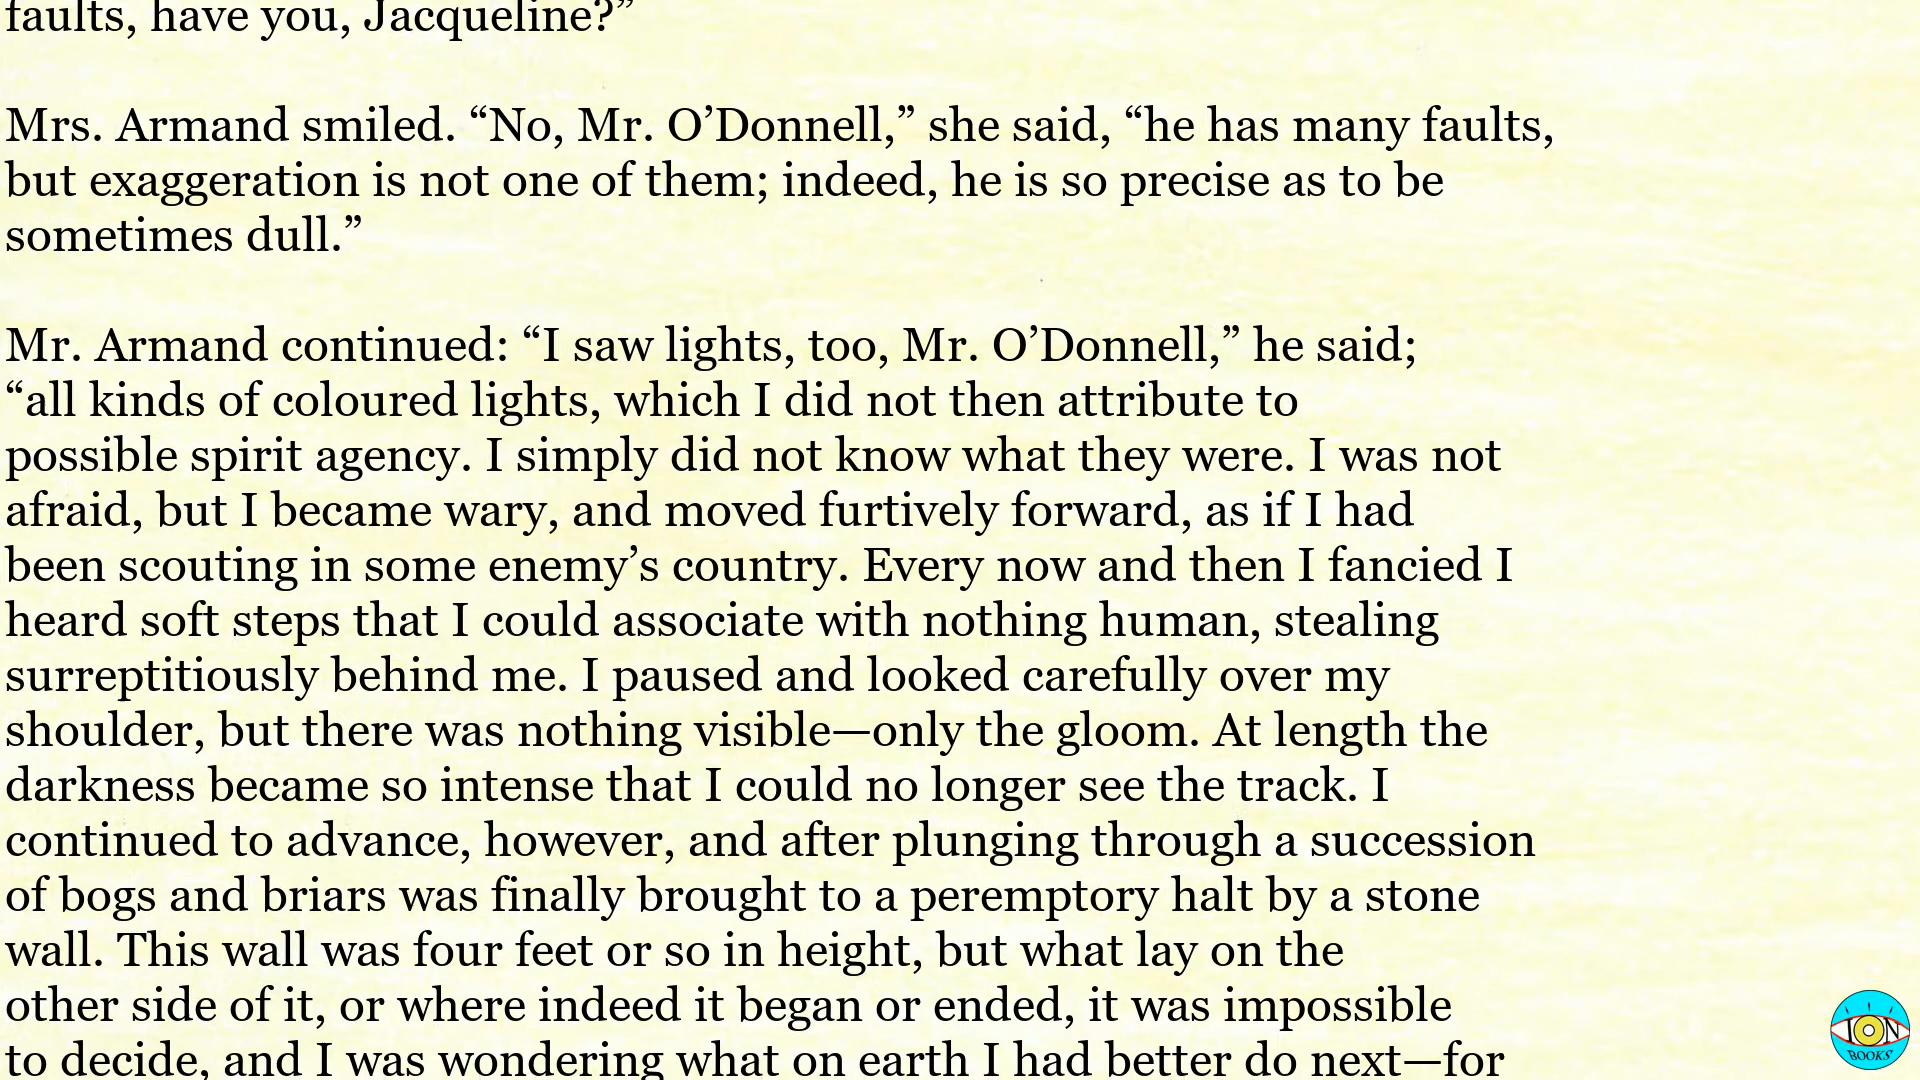 faults, have you, Jacqueline?”
Mrs. Armand smiled. “No, Mr. O’Donnell,” she said, “he has many faults,
but exaggeration is not one of them; indeed, he is so precise as to be
sometimes dull.”
Mr. Armand continued: “I saw lights, too, Mr. O’Donnell,” he said;
“all kinds of coloured lights, which I did not then attribute to
possible spirit agency. I simply did not know what they were. I was not
afraid, but I became wary, and moved furtively forward, as if I had
been scouting in some enemy’s country. Every now and then I fancied I
heard soft steps that I could associate with nothing human, stealing
surreptitiously behind me. I paused and looked carefully over my
shoulder, but there was nothing visible—only the gloom. At length the
darkness became so intense that I could no longer see the track. I
continued to advance, however, and after plunging through a succession
of bogs and briars was finally brought to a peremptory halt by a stone
wall. This wall was four feet or so in height, but what lay on the
other side of it, or where indeed it began or ended, it was impossible
to decide, and I was wondering what on earth I had better do next—for
ION
BOOKS